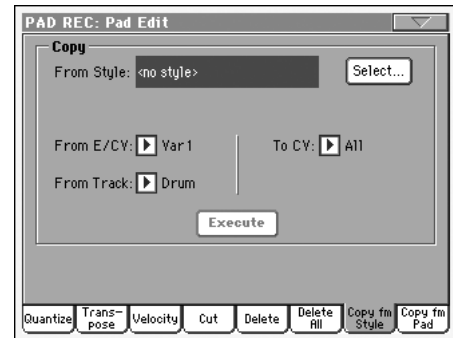 PAD REC: Pad Edit
Copy
From Style: <no style> Select...
From E/CV: Var1 To CV: All
From Track: Drum
Execute
Quantize Trans-pose Velocity Cut Delete Delete All Copy fm Style Copy fm Pad